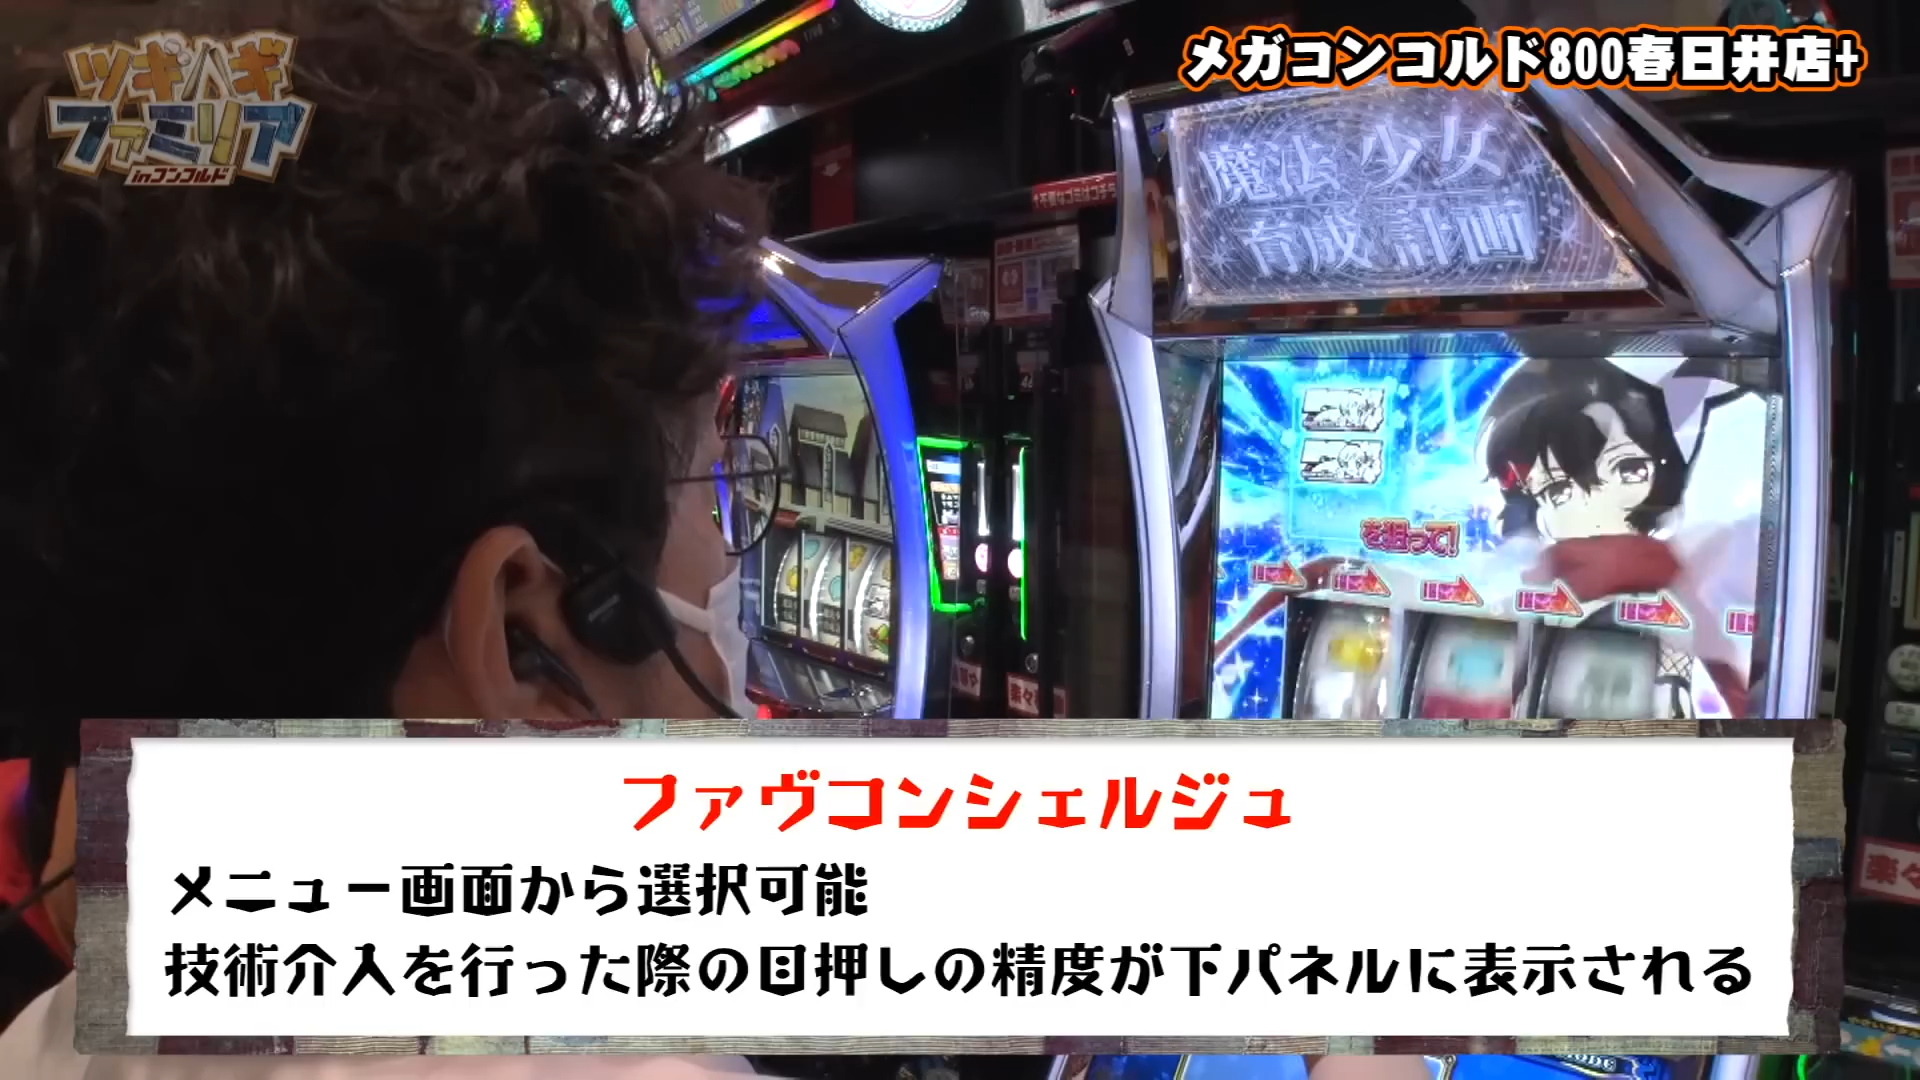 ツギハギ
ファミリア
inコンコルド
メガコンコルド800春日井店+
魔法少女
育成計画
を狙って!
ファヴコンシェルジュ
メニュー画面から選択可能
技術介入を行った際の目押しの精度が下パネルに表示される